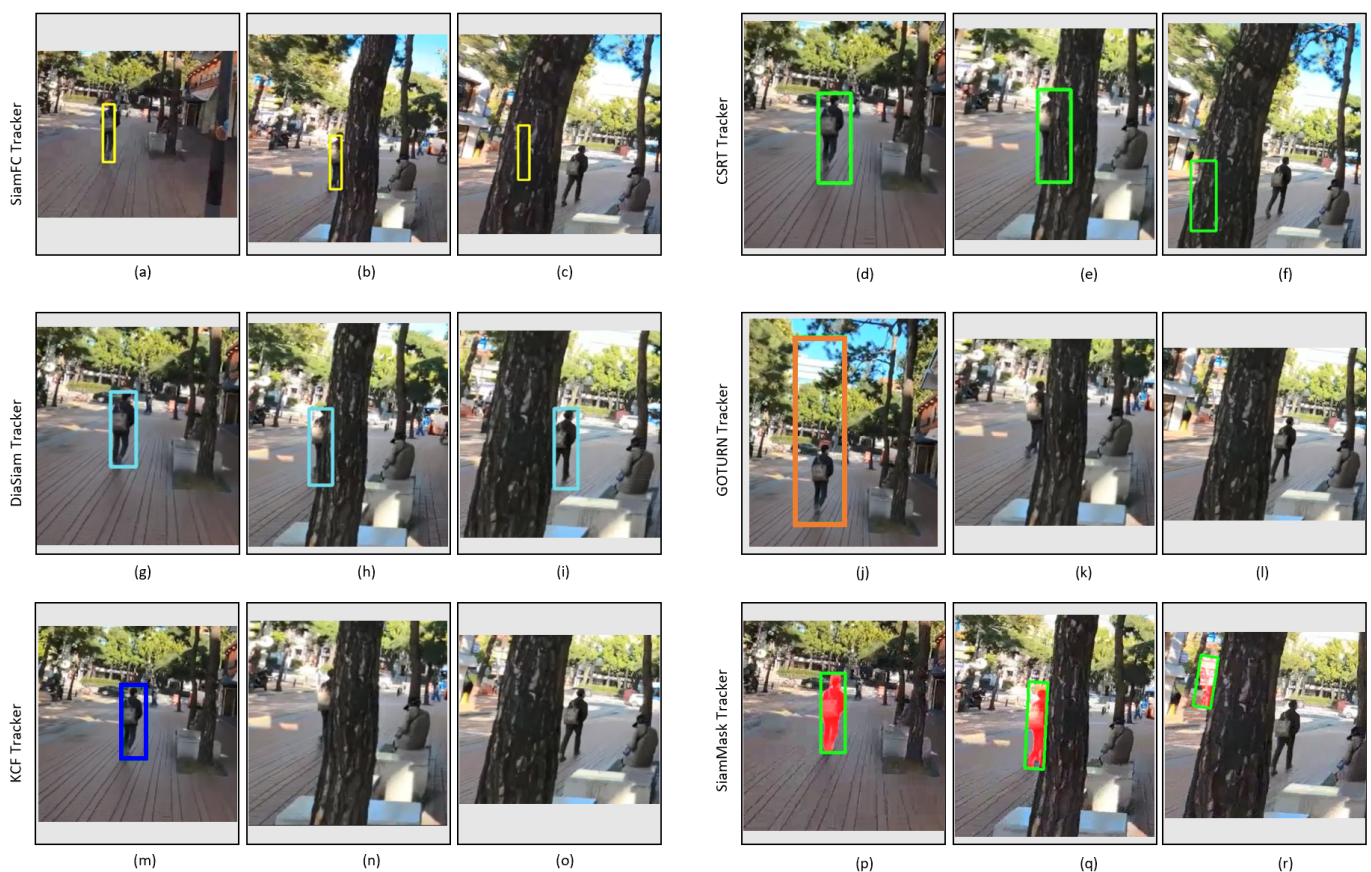 SiamFC Tracker
(a)
(b)
(c)
CSRT Tracker
(d)
(e)
(f)
DiaSiam Tracker
(g)
(h)
(i)
GOTURN Tracker
(j)
(k)
(l)
KCF Tracker
(m)
(n)
(o)
SiamMask Tracker
(p)
(q)
(r)